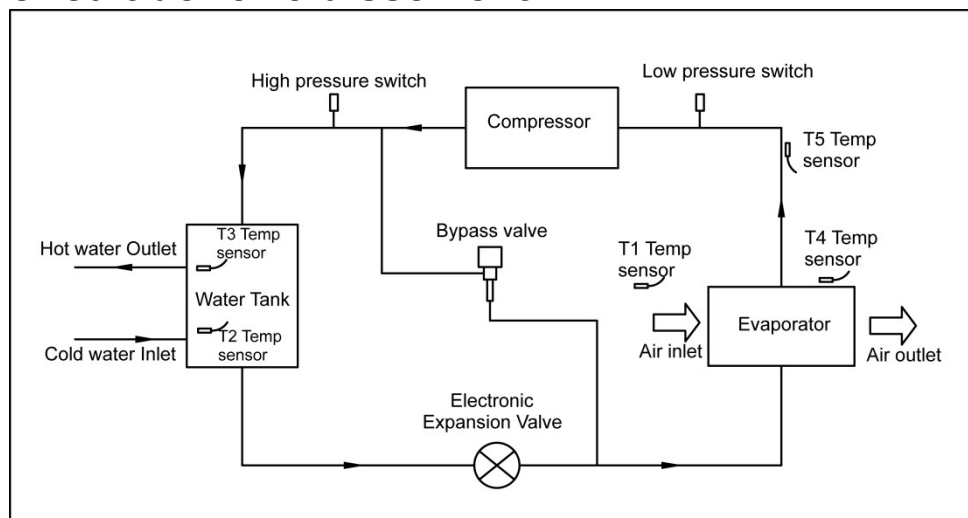 High pressure switch
Low pressure switch
Compressor
T5 Temp
sensor
Hot water Outlet
T3 Temp
sensor
Bypass valve
T1 Temp
sensor
T4 Temp
sensor
Water Tank
Evaporator
Cold water Inlet
T2 Temp
sensor
Air inlet
Air outlet
Electronic
Expansion Valve